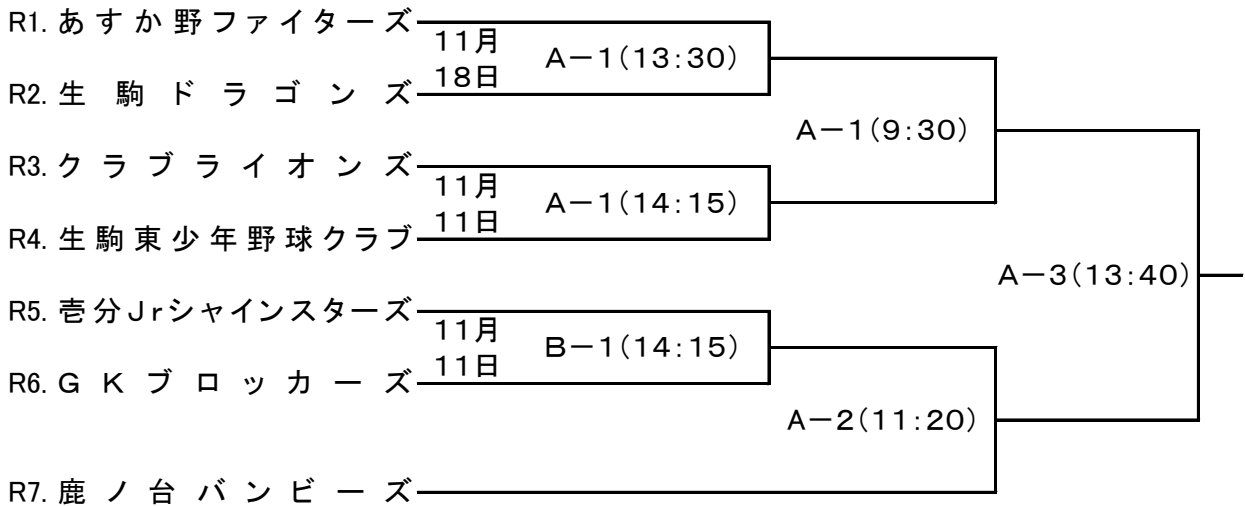 R1. あすか野ファイターズ
11月
18日
A－1(13:30)
R2. 生駒ドラゴンズ
A－1(9:30)
R3. クラブライオンズ
11月
11日
A－1(14:15)
R4. 生駒東少年野球クラブ
A－3(13:40)
R5. 壱分Jrシャインスターズ
11月
11日
B－1(14:15)
R6. GKブロッカーズ
A－2(11:20)
R7. 鹿ノ台バンビーズ